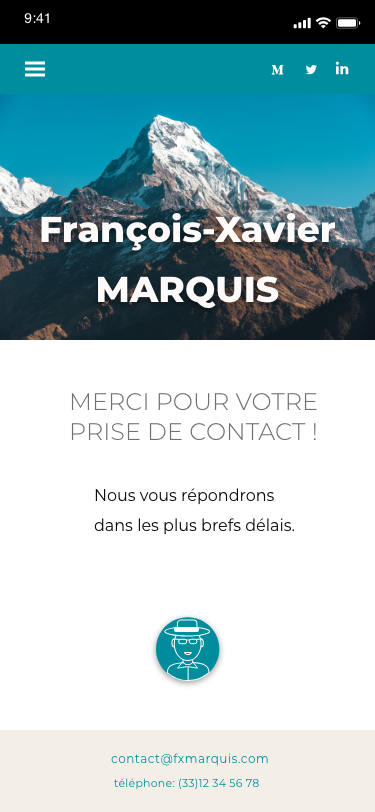 9:41
M
in
François-Xavier
MARQUIS
MERCI POUR VOTRE
PRISE DE CONTACT !
Nous vous répondrons
dans les plus brefs délais.
contact@fxmarquis.com
téléphone: (33)12 34 56 78